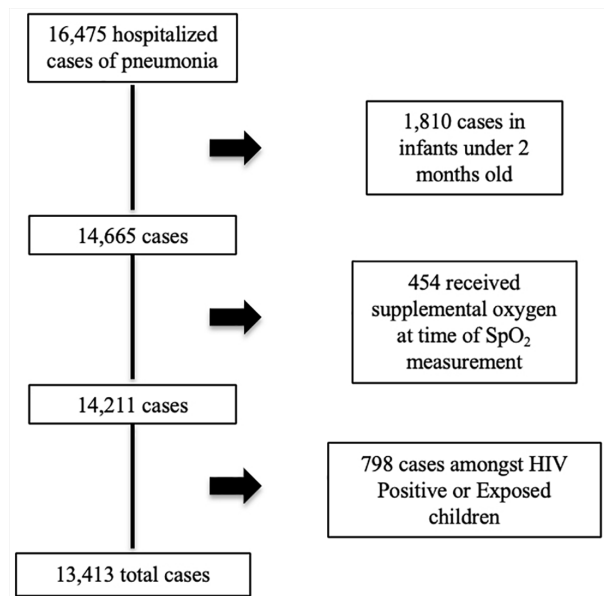 16,475 hospitalized
cases of pneumonia
1,810 cases in
infants under 2
months old
14,665 cases
454 received
supplemental oxygen
at time of SpO₂
measurement
14,211 cases
798 cases amongst HIV
Positive or Exposed
children
13,413 total cases